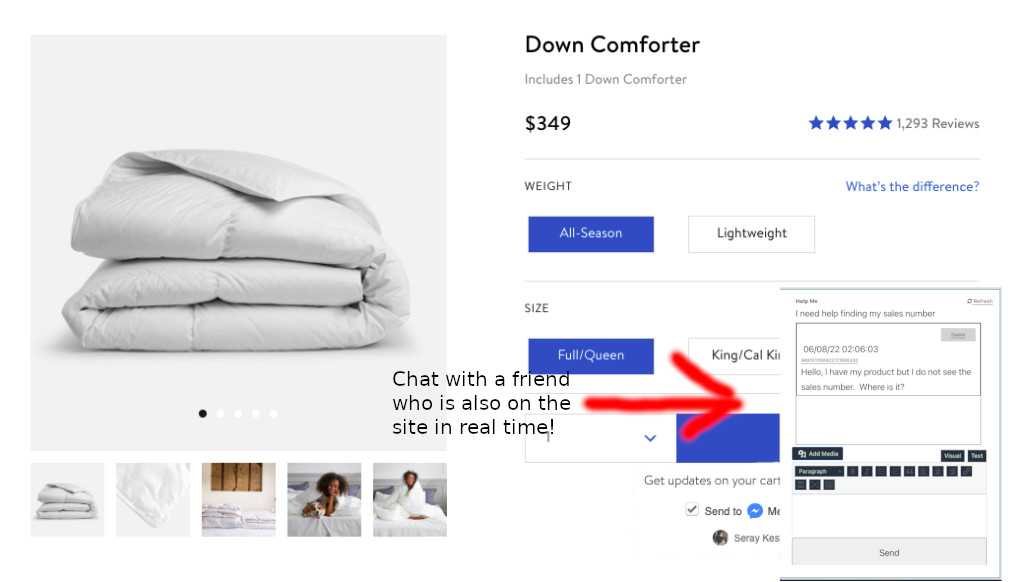 Down Comforter
Includes 1 Down Comforter
$349
1,293 Reviews
WEIGHT
What's the difference?
All-Season
Lightweight
SIZE
Full/Queen
King/Cal Ki
Chat with a friend
who is also on the
site in real time!
Get updates on your cart
Send to Me
Seray Kes
Help Me
Refresh
I need help finding my sales number
Delete
06/08/22 02:06:03
Hello, I have my product but I do not see the
sales number. Where is it?
Add Media
Visual Text
Paragraph
Send